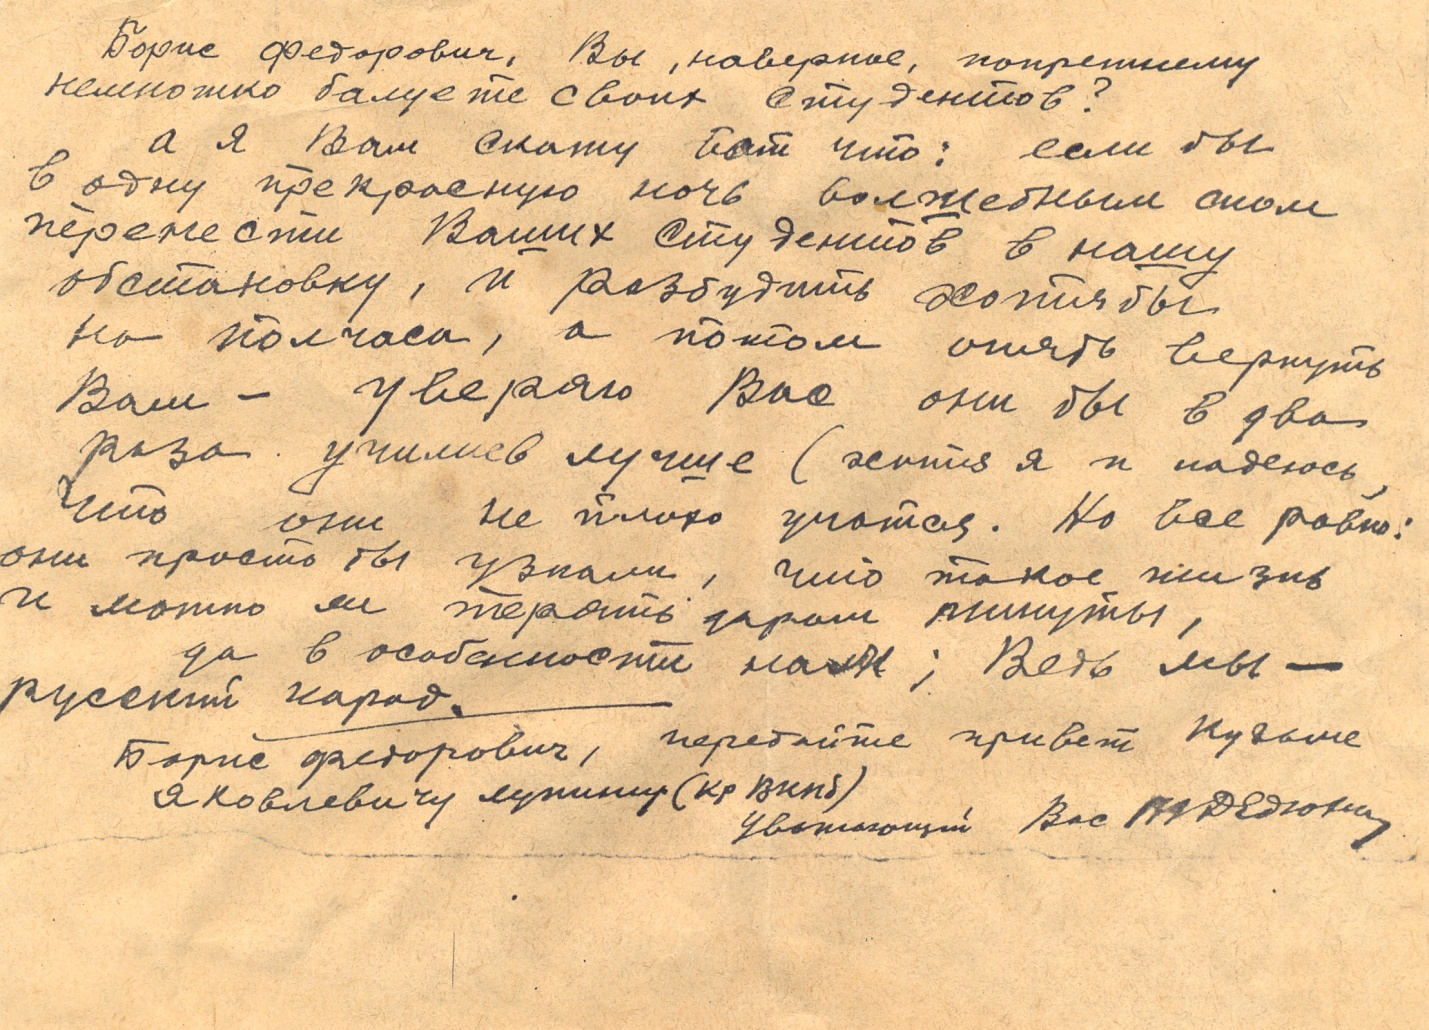 Борис Федорович, Вы, наверное, попрежнему
немножко балуете своих студентов?
а я Вам скажу вот что: если бы
в одну прекрасную ночь волшебным сном
перенести Ваших студентов в нашу
обстановку, и разбудить хотябы
на полчаса, а потом опять вернуть
Вам — уверяю Вас они бы в два
раза учились лучше (хотя я и надеюсь,
что они не плохо учатся. Но все равно:
они просто бы узнали, что такое жизнь
и можно ли терять даром минуты,
да в особенности нам; Ведь мы —
русский народ.
Борис Федорович, передайте привет Кузьме
Яковлевичу Лупинину (кр ВКПб)
Уважающий Вас